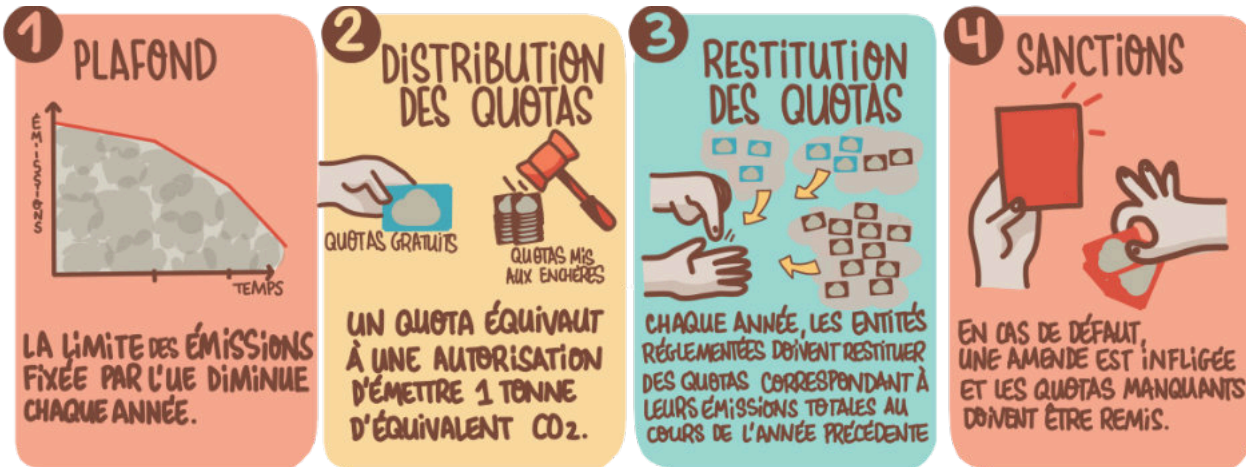 1
PLAFOND
ÉMISSIONS
TEMPS
LA LIMITE DES ÉMISSIONS
FIXÉE PAR L'UE DIMINUE
CHAQUE ANNÉE.
2
DISTRIBUTION
DES QUOTAS
QUOTAS GRATUITS
QUOTAS MIS
AUX ENCHÈRES
UN QUOTA ÉQUIVAUT
À UNE AUTORISATION
D'ÉMETTRE 1 TONNE
D'ÉQUIVALENT CO2.
3
RESTITUTION
DES QUOTAS
CHAQUE ANNÉE, LES ENTITÉS
RÉGLEMENTÉES DOIVENT RESTITUER
DES QUOTAS CORRESPONDANT À
LEURS ÉMISSIONS TOTALES AU
COURS DE L'ANNÉE PRÉCÉDENTE
4
SANCTIONS
EN CAS DE DÉFAUT,
UNE AMENDE EST INFLIGÉE
ET LES QUOTAS MANQUANTS
DOIVENT ÊTRE REMIS.